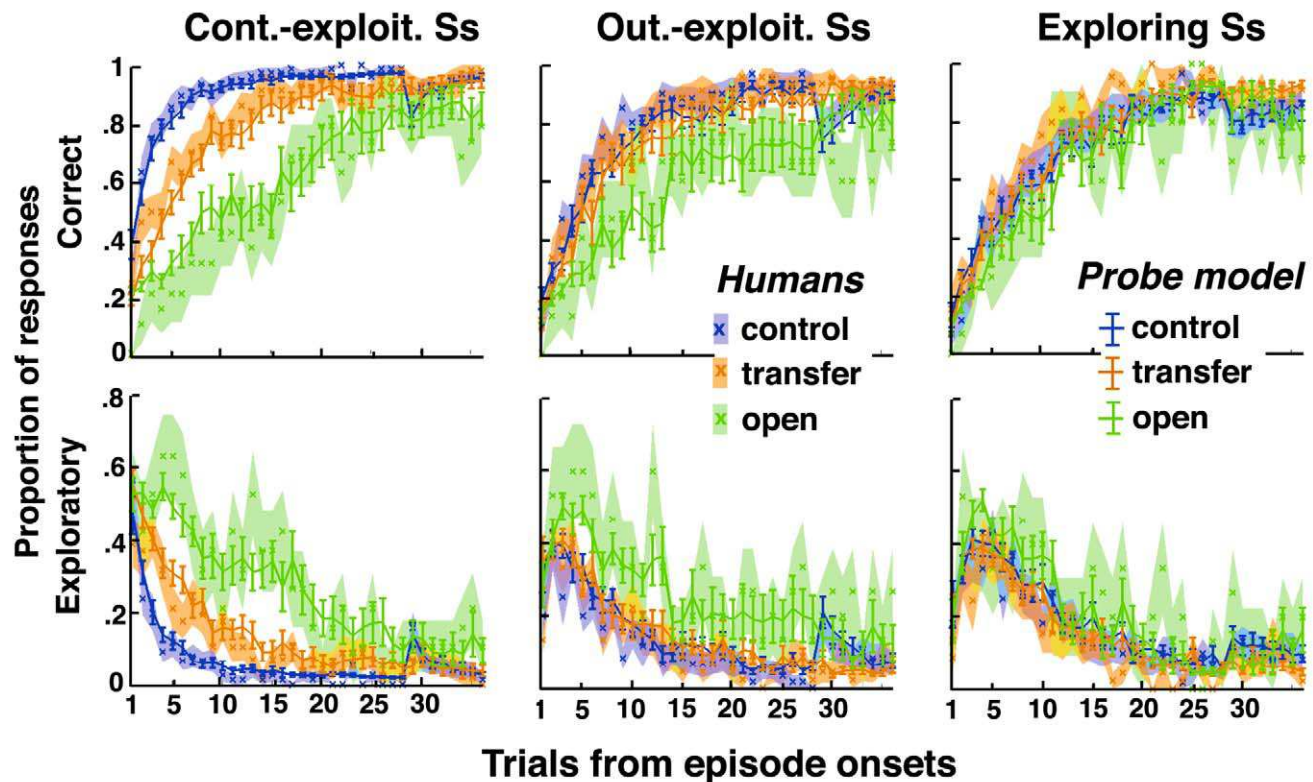 Cont.-exploit. Ss
Out.-exploit. Ss
Exploring Ss
Proportion of responses
Correct
Exploratory
1
.8
.6
.4
.2
0
.8
.6
.4
.2
0
Humans
x control
x transfer
x open
Probe model
control
transfer
open
1 5 10 15 20 25 30
1 5 10 15 20 25 30
1 5 10 15 20 25 30
Trials from episode onsets